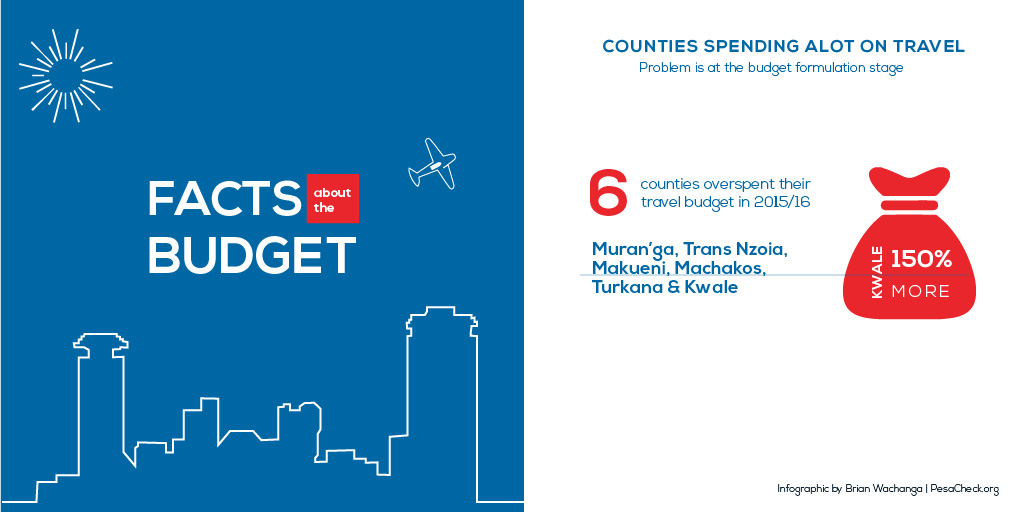 FACTS about
the
BUDGET
COUNTIES SPENDING ALOT ON TRAVEL
Problem is at the budget formulation stage
6 counties overspent their
travel budget in 2015/16
Muran'ga, Trans Nzoia,
Makueni, Machakos,
Turkana & Kwale
KWALE
150%
MORE
Infographic by Brian Wachanga | PesaCheck.org